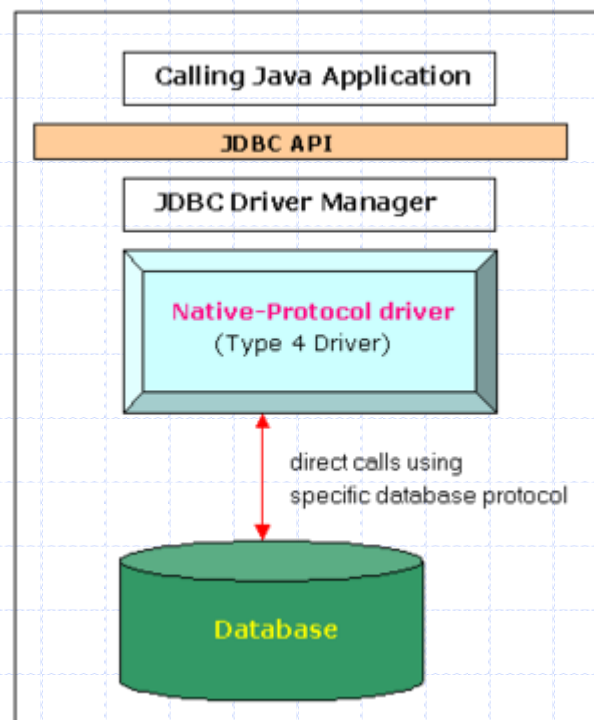 Calling Java Application
JDBC API
JDBC Driver Manager
Native-Protocol driver
(Type 4 Driver)
direct calls using
specific database protocol
Database